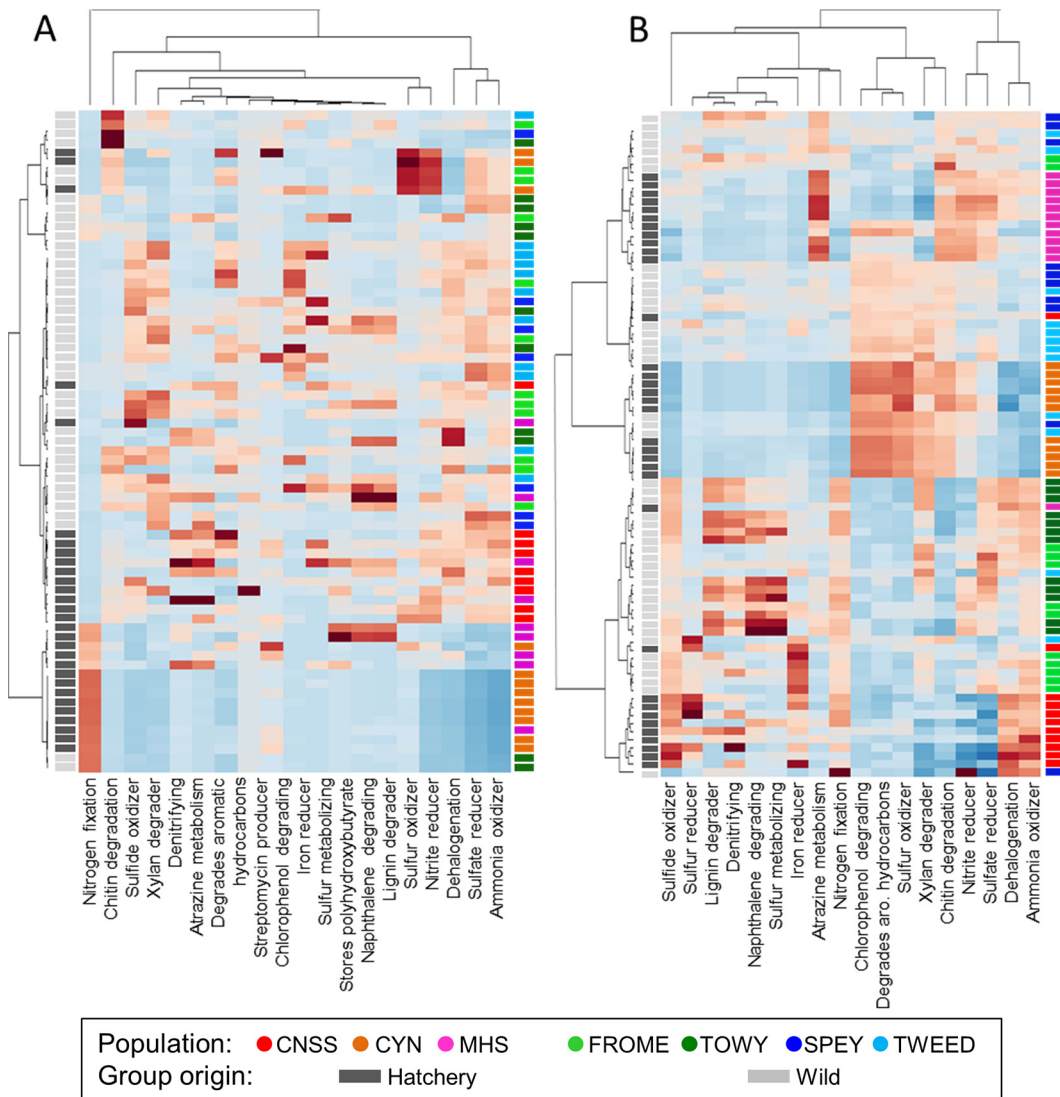 A
B
Nitrogen fixation
Chitin degradation
Sulfide oxidizer
Xylan degrader
Denitrifying
Atrazine metabolism
Degrades aromatic
hydrocarbons
Streptomycin producer
Chlorophenol degrading
Iron reducer
Sulfur metabolizing
Stores polyhydroxybutyrate
Naphthalene degrading
Lignin degrader
Sulfur oxidizer
Nitrite reducer
Dehalogenation
Sulfate reducer
Ammonia oxidizer
Sulfide oxidizer
Sulfur reducer
Lignin degrader
Denitrifying
Naphthalene degrading
Sulfur metabolizing
Iron reducer
Atrazine metabolism
Nitrogen fixation
Chlorophenol degrading
Degrades aro. hydrocarbons
Sulfur oxidizer
Xylan degrader
Chitin degradation
Nitrite reducer
Sulfate reducer
Dehalogenation
Ammonia oxidizer
Population: CNSS CYN MHS FROME TOWY SPEY TWEED
Group origin: Hatchery Wild